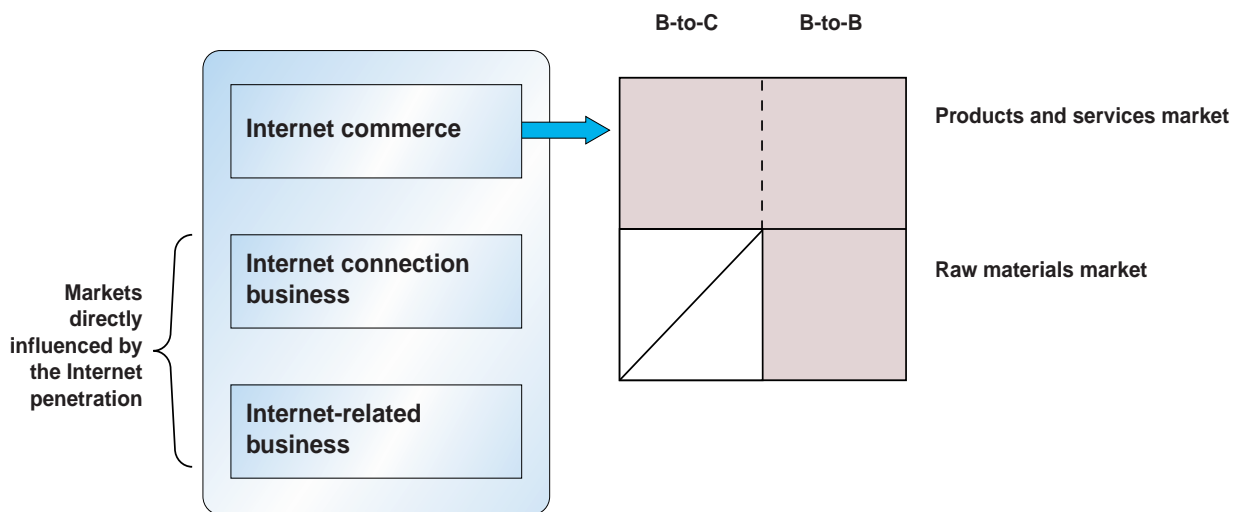 B-to-C
B-to-B
Internet commerce
Products and services market
Internet connection
business
Raw materials market
Markets
directly
influenced by
the Internet
penetration
Internet-related
business